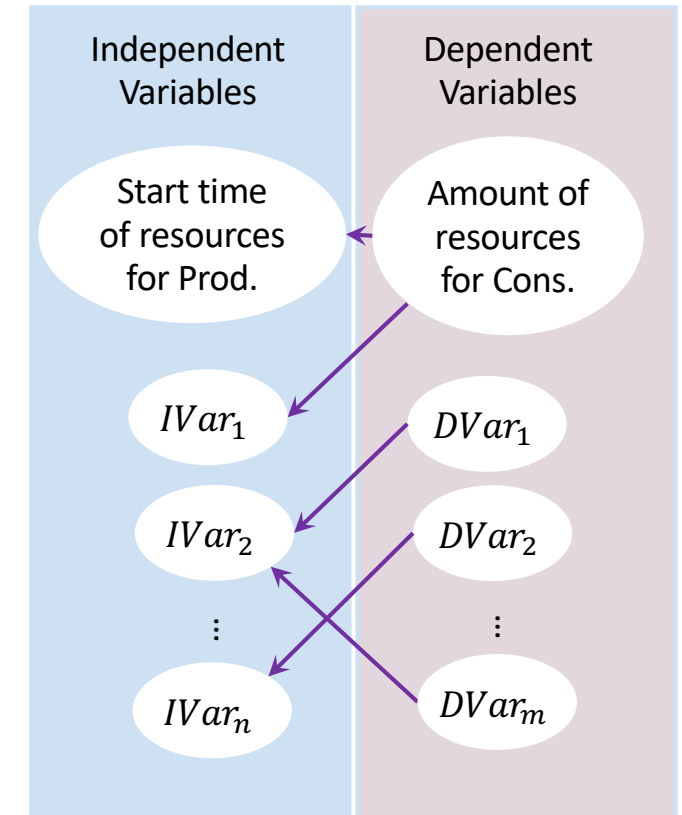 Independent
Variables
Dependent
Variables
Start time
of resources
for Prod.
Amount of
resources
for Cons.
IVar₁
DVar₁
IVar₂
DVar₂
⋮
⋮
IVarₙ
DVarₘ